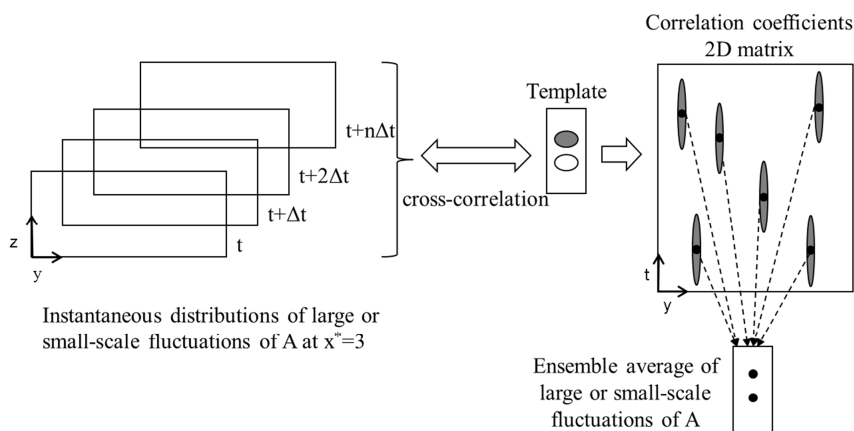 Correlation coefficients
2D matrix
Template
t+nΔt
t+2Δt
t+Δt
t
z
y
cross-correlation
t
y
Instantaneous distributions of large or
small-scale fluctuations of A at x*=3
Ensemble average of
large or small-scale
fluctuations of A